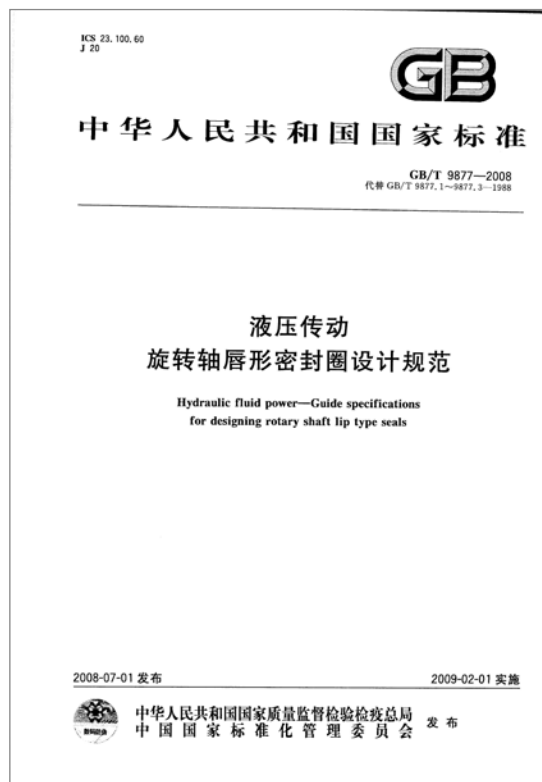 ICS 23.100.60
J 20
GB
中华人民共和国国家标准
GB/T 9877—2008
代替 GB/T 9877.1～9877.3—1988
液压传动
旋转轴唇形密封圈设计规范
Hydraulic fluid power—Guide specifications
for designing rotary shaft lip type seals
2008-07-01 发布
2009-02-01 实施
中华人民共和国国家质量监督检验检疫总局
中国国家标准化管理委员会
发布
数码防伪